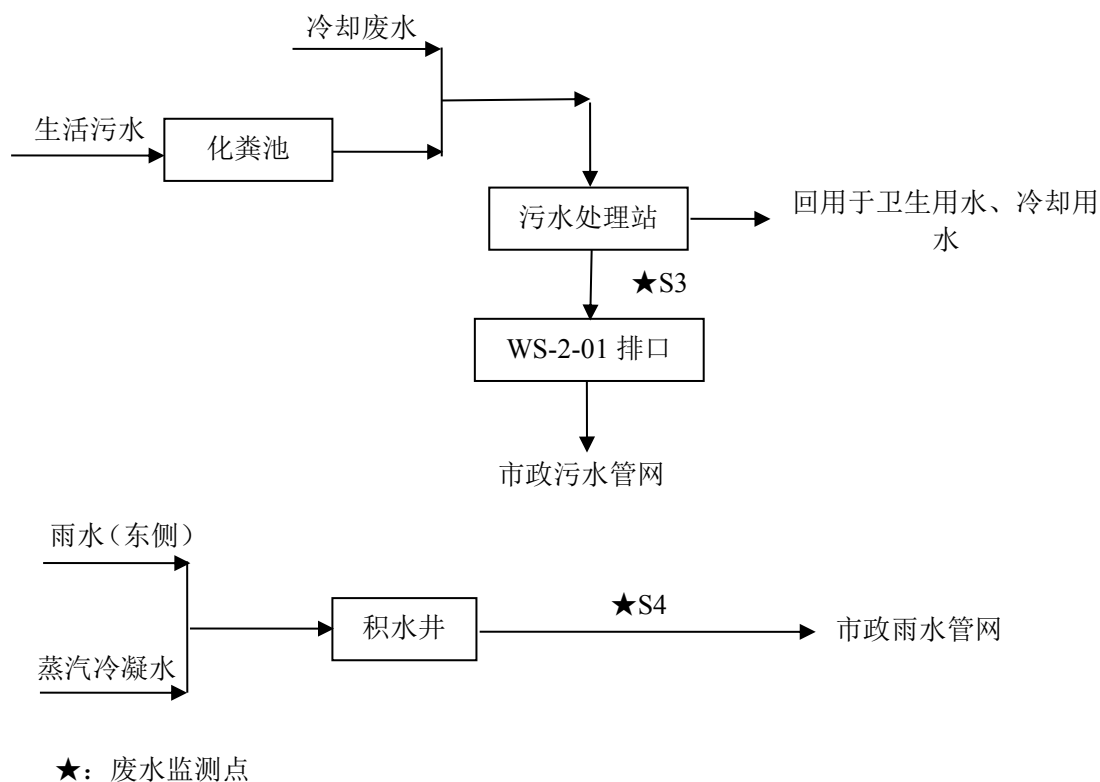 冷却废水
生活污水
化粪池
污水处理站
回用于卫生用水、冷却用
水
★S3
WS-2-01 排口
市政污水管网
雨水（东侧）
★S4
积水井
市政雨水管网
蒸汽冷凝水
★：废水监测点